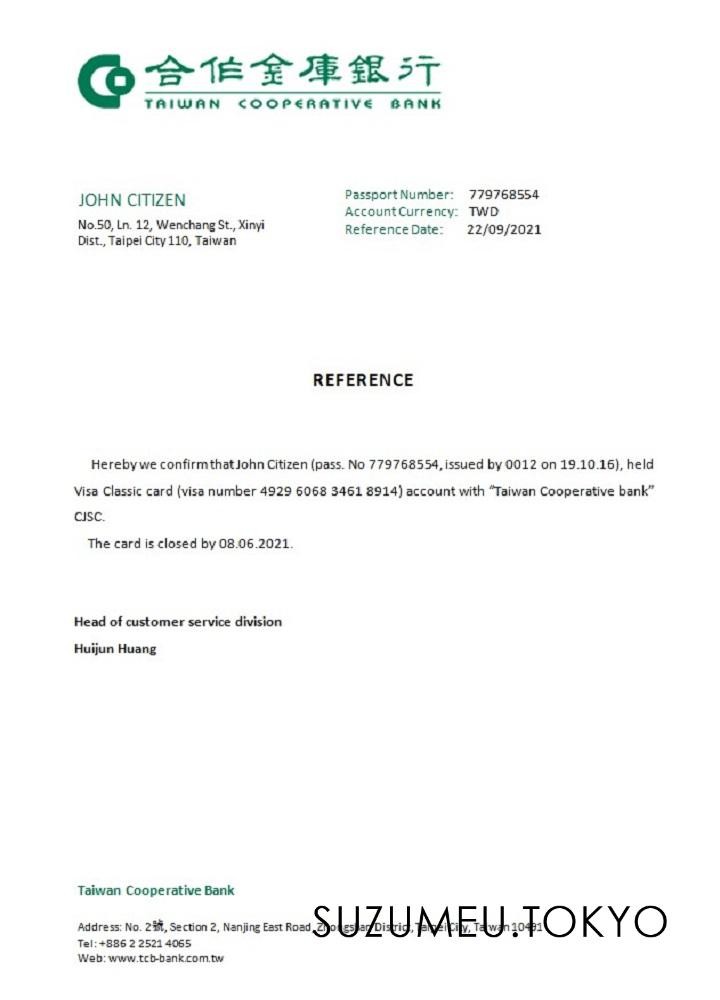 合作金庫銀行
TAIWAN COOPERATIVE BANK
JOHN CITIZEN
No.50, Ln. 12, Wenchang St., Xinyi
Dist., Taipei City 110, Taiwan
Passport Number: 779768554
Account Currency: TWD
Reference Date: 22/09/2021
REFERENCE
Hereby we confirm that John Citizen (pass. No 779768554, issued by 0012 on 19.10.16), held
Visa Classic card (visa number 4929 6068 3461 8914) account with “Taiwan Cooperative bank”
CJSC.
The card is closed by 08.06.2021.
Head of customer service division
Huijun Huang
Taiwan Cooperative Bank
Address: No. 2號, Section 2, Nanjing East Road, Zhongshan District, Taipei City, Taiwan 10491
SUZUMEU.TOKYO
Tel: +886 2 2521 4065
Web: www.tcb-bank.com.tw